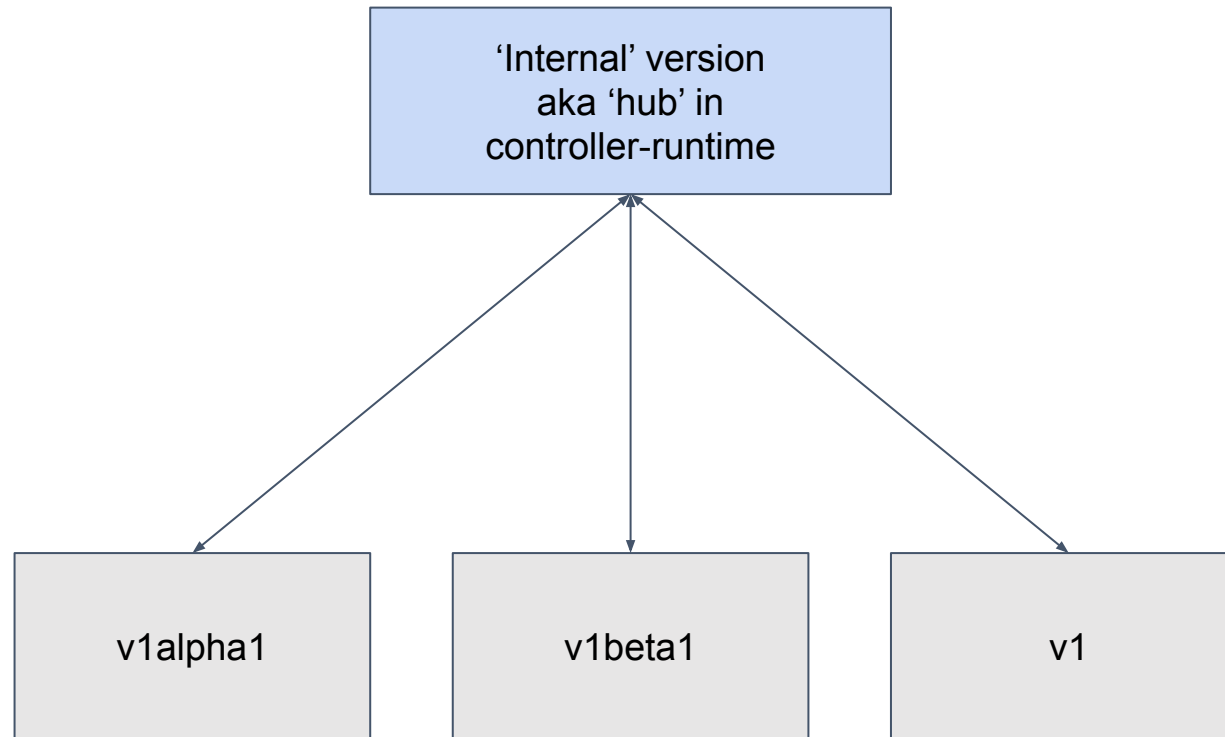 ‘Internal’ version
aka ‘hub’ in
controller-runtime
v1alpha1
v1beta1
v1